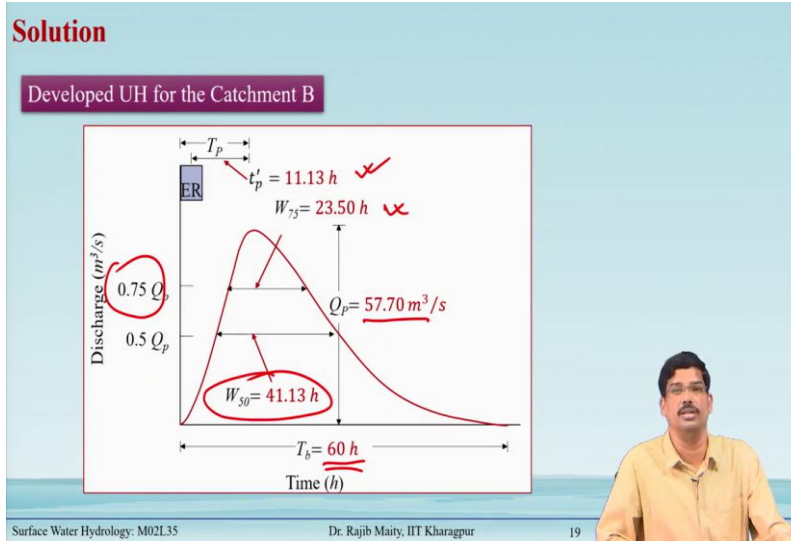 Solution
Developed UH for the Catchment B
T_P
t'_p = 11.13 h
ER
W_75= 23.50 h
Discharge (m³/s)
0.75 Q_p
Q_P= 57.70 m³/s
0.5 Q_p
W_50= 41.13 h
T_b= 60 h
Time (h)
Surface Water Hydrology: M02L35
Dr. Rajib Maity, IIT Kharagpur
19